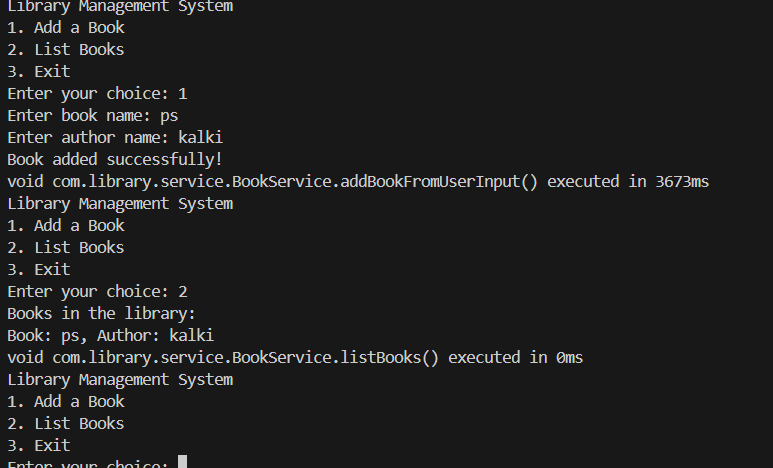 Library Management System
1. Add a Book
2. List Books
3. Exit
Enter your choice: 1
Enter book name: ps
Enter author name: kalki
Book added successfully!
void com.library.service.BookService.addBookFromUserInput() executed in 3673ms
Library Management System
1. Add a Book
2. List Books
3. Exit
Enter your choice: 2
Books in the library:
Book: ps, Author: kalki
void com.library.service.BookService.listBooks() executed in 0ms
Library Management System
1. Add a Book
2. List Books
3. Exit
Enter your choice: